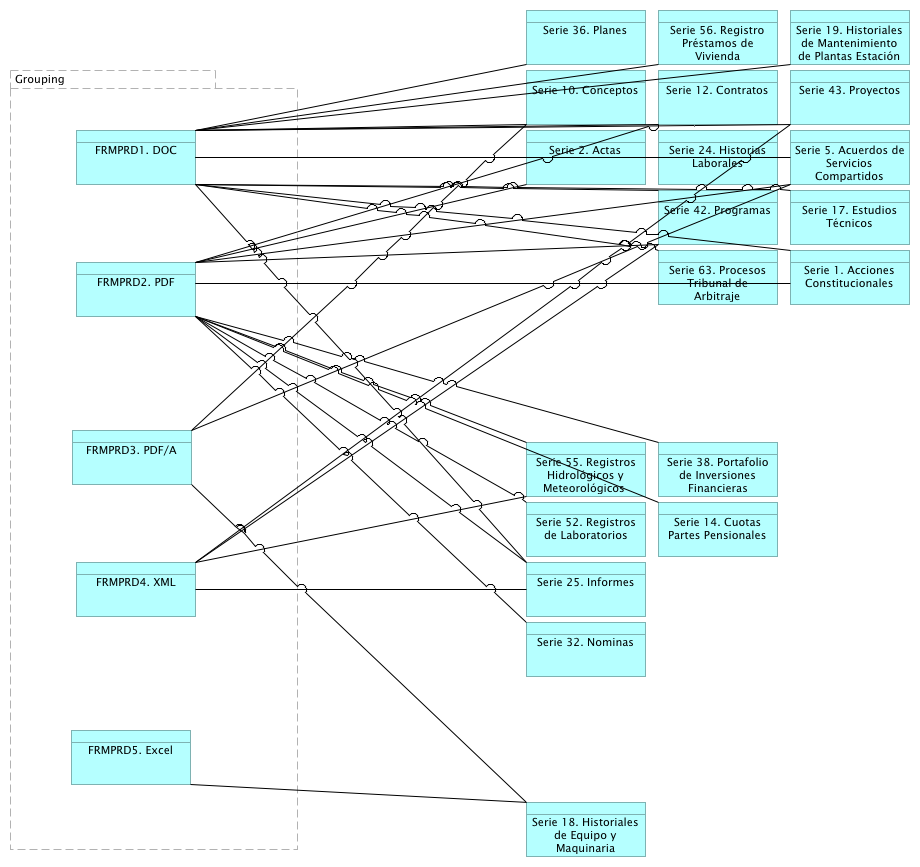 Serie 36. Planes
Serie 56. Registro
Préstamos de
Vivienda
Serie 19. Historiales
de Mantenimiento
de Plantas Estación
Grouping
Serie 10. Conceptos
Serie 12. Contratos
Serie 43. Proyectos
FRMPRD1. DOC
Serie 2. Actas
Serie 24. Historias
Laborales
Serie 5. Acuerdos de
Servicios
Compartidos
Serie 42. Programas
Serie 17. Estudios
Técnicos
FRMPRD2. PDF
Serie 63. Procesos
Tribunal de
Arbitraje
Serie 1. Acciones
Constitucionales
FRMPRD3. PDF/A
Serie 55. Registros
Hidrológicos y
Meteorológicos
Serie 38. Portafolio
de Inversiones
Financieras
Serie 52. Registros
de Laboratorios
Serie 14. Cuotas
Partes Pensionales
FRMPRD4. XML
Serie 25. Informes
Serie 32. Nominas
FRMPRD5. Excel
Serie 18. Historiales
de Equipo y
Maquinaria